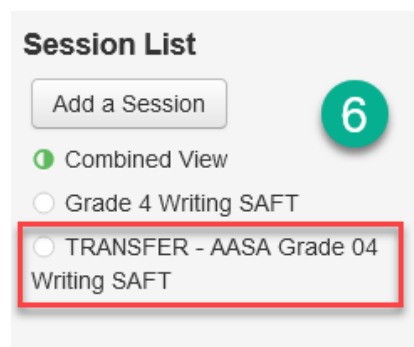 Session List
Add a Session
6
Combined View
Grade 4 Writing SAFT
TRANSFER - AASA Grade 04
Writing SAFT